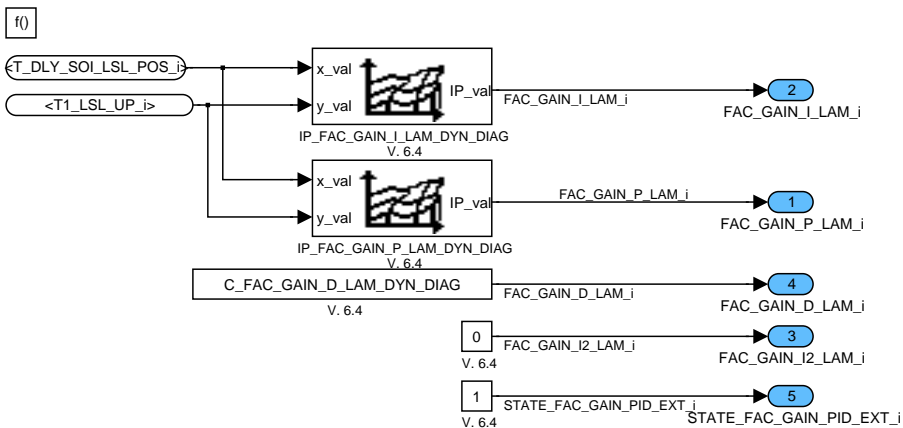 f()
<T_DLY_SOI_LSL_POS_i>
<T1_LSL_UP_i>
x_val
y_val
IP_val
IP_FAC_GAIN_I_LAM_DYN_DIAG
V. 6.4
FAC_GAIN_I_LAM_i
2
FAC_GAIN_I_LAM_i
x_val
y_val
IP_val
IP_FAC_GAIN_P_LAM_DYN_DIAG
V. 6.4
FAC_GAIN_P_LAM_i
1
FAC_GAIN_P_LAM_i
C_FAC_GAIN_D_LAM_DYN_DIAG
V. 6.4
FAC_GAIN_D_LAM_i
4
FAC_GAIN_D_LAM_i
0
V. 6.4
FAC_GAIN_I2_LAM_i
3
FAC_GAIN_I2_LAM_i
1
V. 6.4
STATE_FAC_GAIN_PID_EXT_i
5
STATE_FAC_GAIN_PID_EXT_i